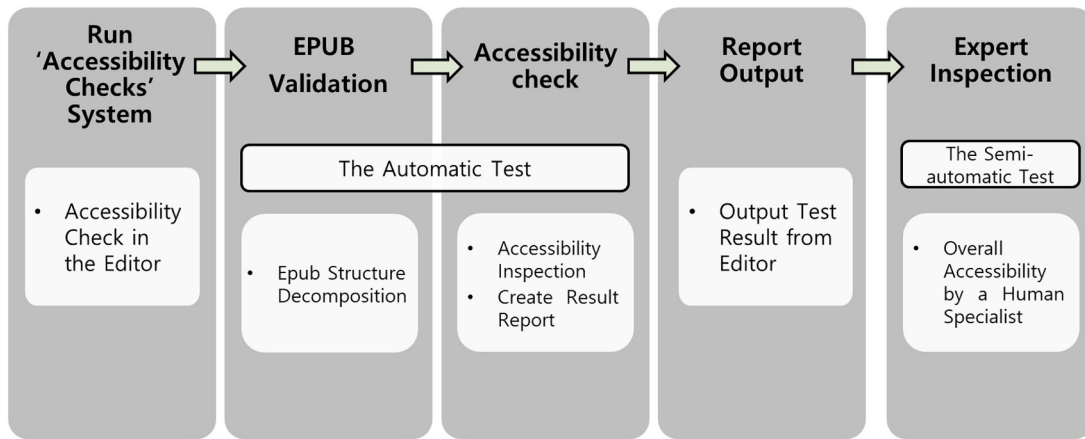 Run
‘Accessibility
Checks’
System
EPUB
Validation
Accessibility
check
Report
Output
Expert
Inspection
The Automatic Test
The Semi-
automatic Test
• Accessibility
Check in
the Editor
• Epub Structure
Decomposition
• Accessibility
Inspection
• Create Result
Report
• Output Test
Result from
Editor
• Overall
Accessibility
by a Human
Specialist